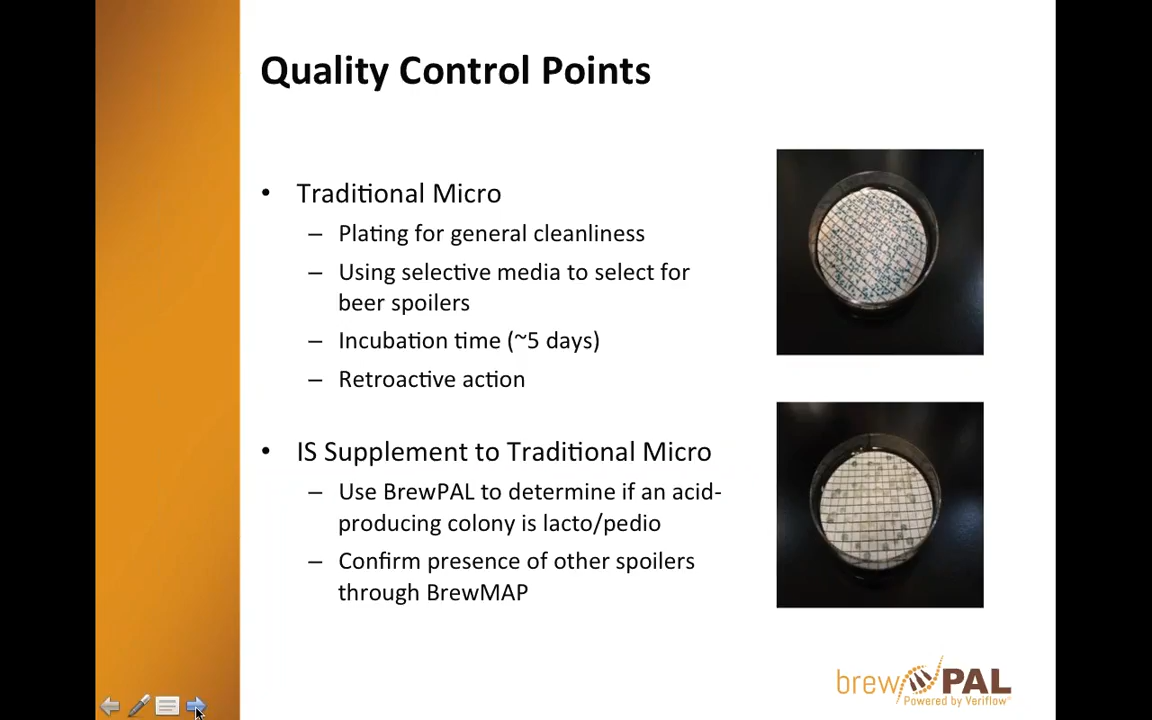 Quality Control Points
• Traditional Micro
– Plating for general cleanliness
– Using selective media to select for
beer spoilers
– Incubation time (~5 days)
– Retroactive action
• IS Supplement to Traditional Micro
– Use BrewPAL to determine if an acid-
producing colony is lacto/pedio
– Confirm presence of other spoilers
through BrewMAP
brewPAL
Powered by Veriflow